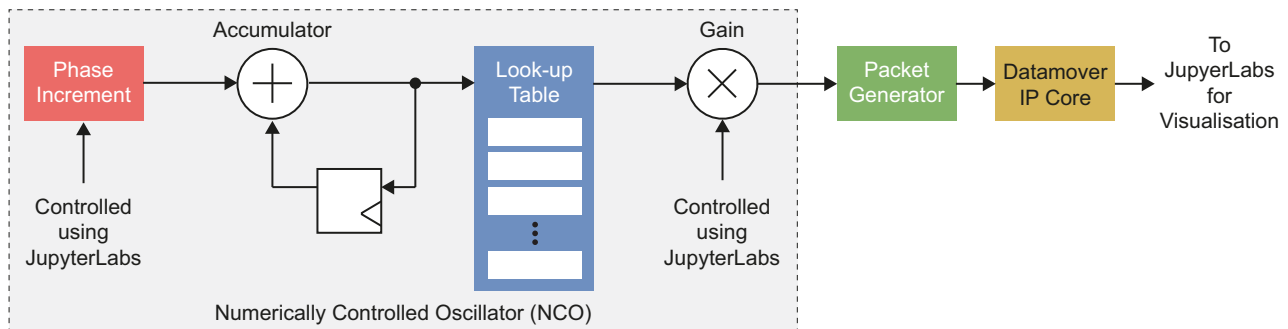 Accumulator
Gain
Phase
Increment
Look-up
Table
Packet
Generator
Datamover
IP Core
To
JupyerLabs
for
Visualisation
Controlled
using
JupyterLabs
Controlled
using
JupyterLabs
Numerically Controlled Oscillator (NCO)